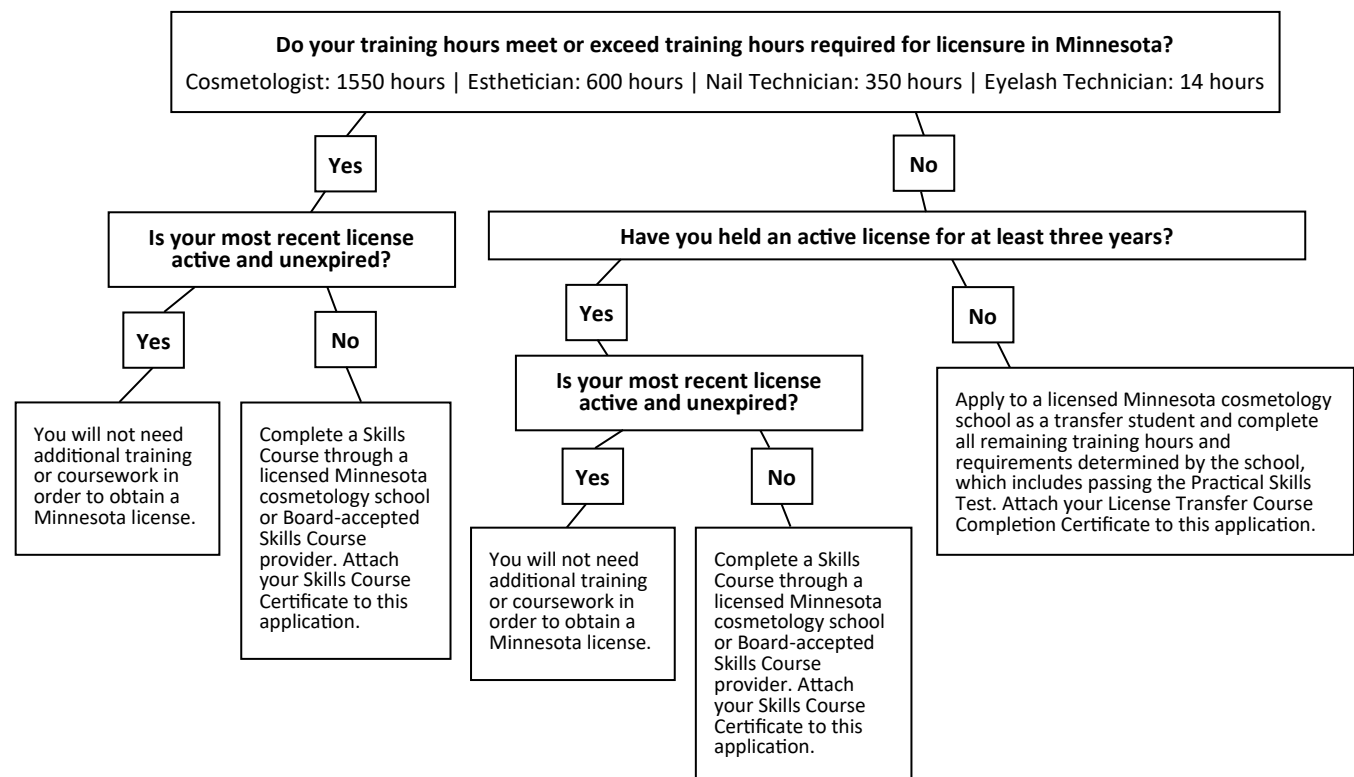 Do your training hours meet or exceed training hours required for licensure in Minnesota?
Cosmetologist: 1550 hours | Esthetician: 600 hours | Nail Technician: 350 hours | Eyelash Technician: 14 hours
Yes
No
Is your most recent license
active and unexpired?
Have you held an active license for at least three years?
Yes
No
Yes
No
You will not need
additional training
or coursework in
order to obtain a
Minnesota license.
Complete a Skills
Course through a
licensed Minnesota
cosmetology school
or Board-accepted
Skills Course
provider. Attach
your Skills Course
Certificate to this
application.
Is your most recent license
active and unexpired?
Apply to a licensed Minnesota cosmetology
school as a transfer student and complete
all remaining training hours and
requirements determined by the school,
which includes passing the Practical Skills
Test. Attach your License Transfer Course
Completion Certificate to this application.
Yes
No
You will not need
additional training
or coursework in
order to obtain a
Minnesota license.
Complete a Skills
Course through a
licensed Minnesota
cosmetology school
or Board-accepted
Skills Course
provider. Attach
your Skills Course
Certificate to this
application.